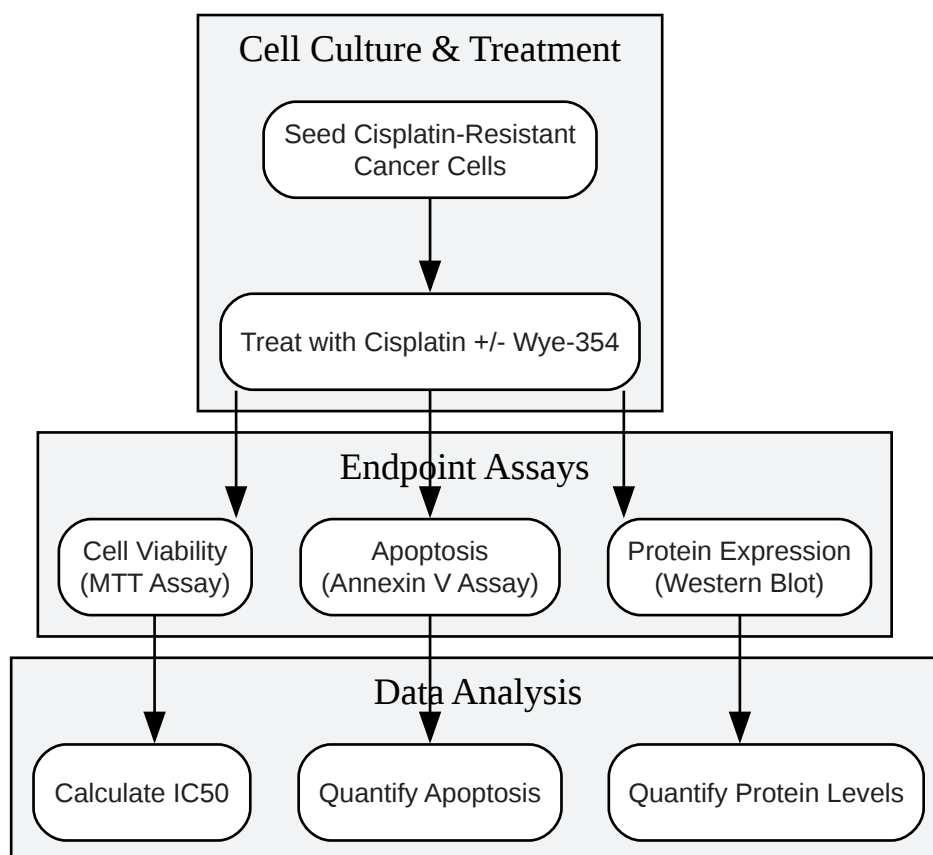 Cell Culture & Treatment
Seed Cisplatin-Resistant
Cancer Cells
Treat with Cisplatin +/- Wye-354
Endpoint Assays
Cell Viability
(MTT Assay)
Apoptosis
(Annexin V Assay)
Protein Expression
(Western Blot)
Data Analysis
Calculate IC50
Quantify Apoptosis
Quantify Protein Levels